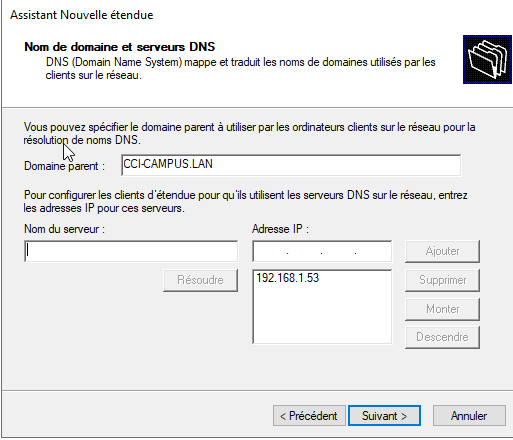 Assistant Nouvelle étendue
Nom de domaine et serveurs DNS
DNS (Domain Name System) mappe et traduit les noms de domaines utilisés par les
clients sur le réseau.
Vous pouvez spécifier le domaine parent à utiliser par les ordinateurs clients sur le réseau pour la
résolution de noms DNS.
Domaine parent : CCI-CAMPUS.LAN
Pour configurer les clients d'étendue pour qu'ils utilisent les serveurs DNS sur le réseau, entrez
les adresses IP pour ces serveurs.
Nom du serveur : Adresse IP :
. . . Ajouter
Résoudre 192.168.1.53 Supprimer
Monter
Descendre
< Précédent Suivant > Annuler